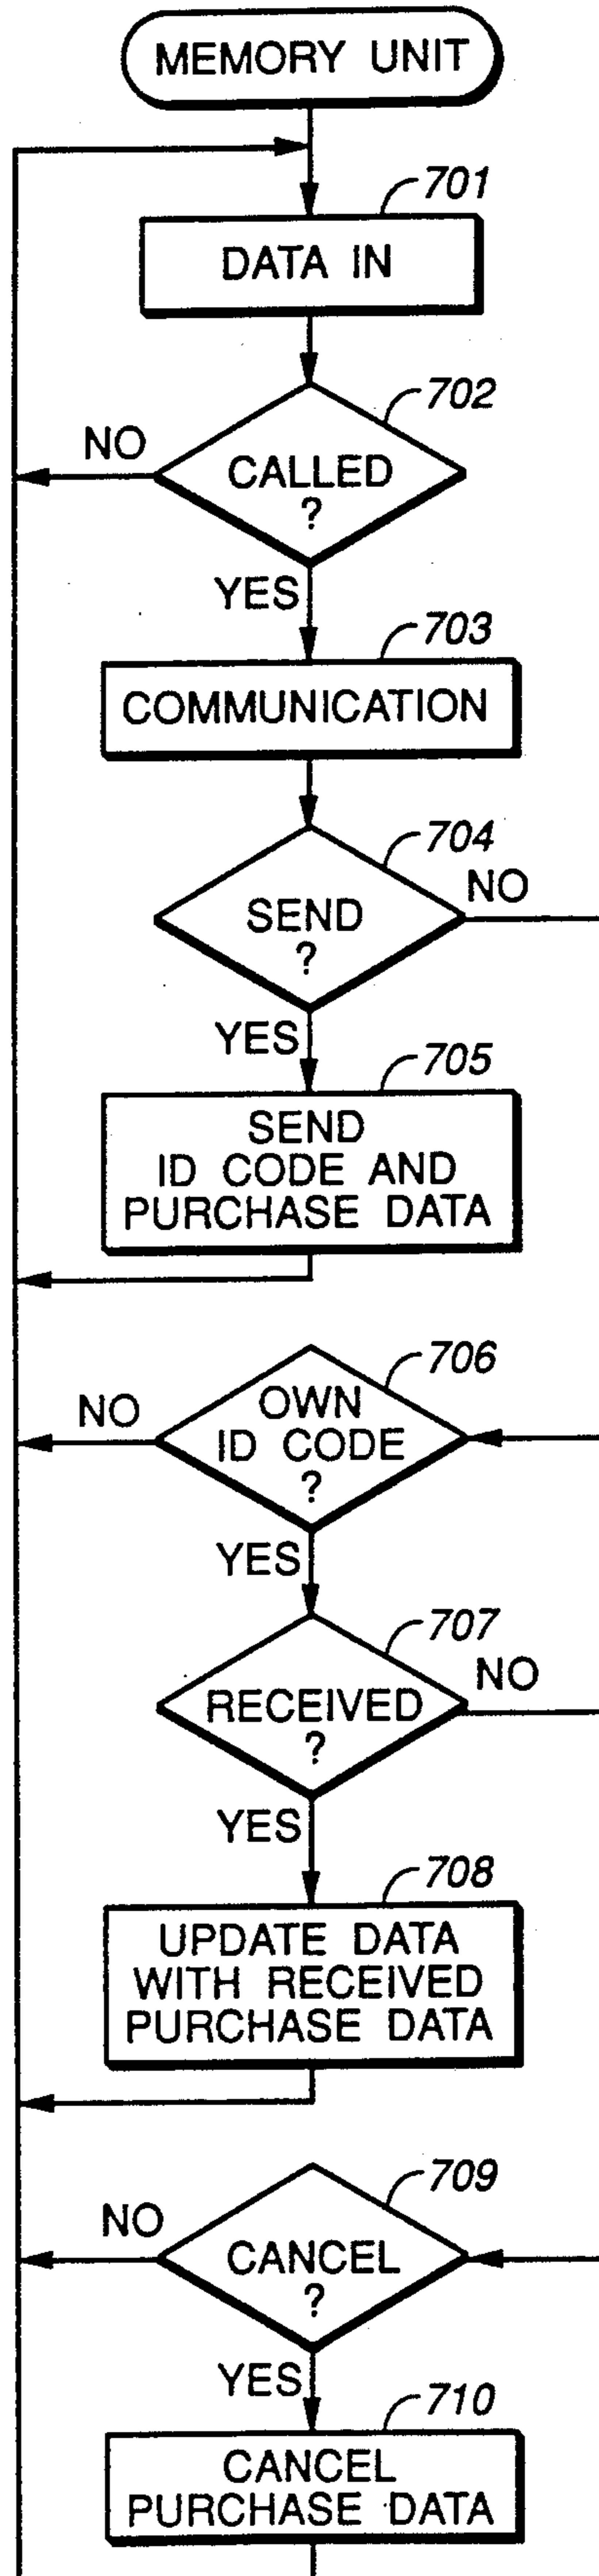 MEMORY UNIT
701
DATA IN
702
NO
CALLED
?
YES
703
COMMUNICATION
704
NO
SEND
?
YES
705
SEND
ID CODE AND
PURCHASE DATA
706
NO
OWN
ID CODE
?
YES
707
NO
RECEIVED
?
YES
708
UPDATE DATA
WITH RECEIVED
PURCHASE DATA
709
NO
CANCEL
?
YES
710
CANCEL
PURCHASE DATA